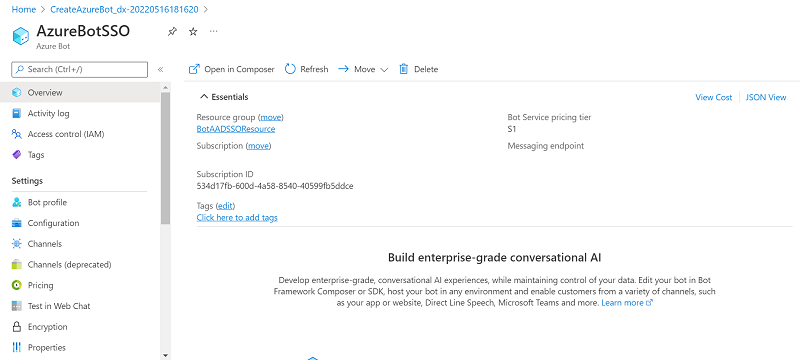 Home > CreateAzureBot_dx-20220516181620 >
AzureBotSSO
Azure Bot
Search (Ctrl+/)
Overview
Activity log
Access control (IAM)
Tags
Settings
Bot profile
Configuration
Channels
Channels (deprecated)
Pricing
Test in Web Chat
Encryption
Properties
Open in Composer Refresh Move Delete
Essentials View Cost JSON View
Resource group (move)
BotAADSSOResource
Subscription (move)
Subscription ID
534d17fb-600d-4a58-8540-40599fb5ddce
Tags (edit)
Click here to add tags
Bot Service pricing tier
S1
Messaging endpoint
Build enterprise-grade conversational AI
Develop enterprise-grade, conversational AI experiences, while maintaining control of your data. Edit your bot in Bot
Framework Composer or SDK, host your bot in any environment and enable customers from a variety of channels, such
as your app or website, Direct Line Speech, Microsoft Teams and more. Learn more